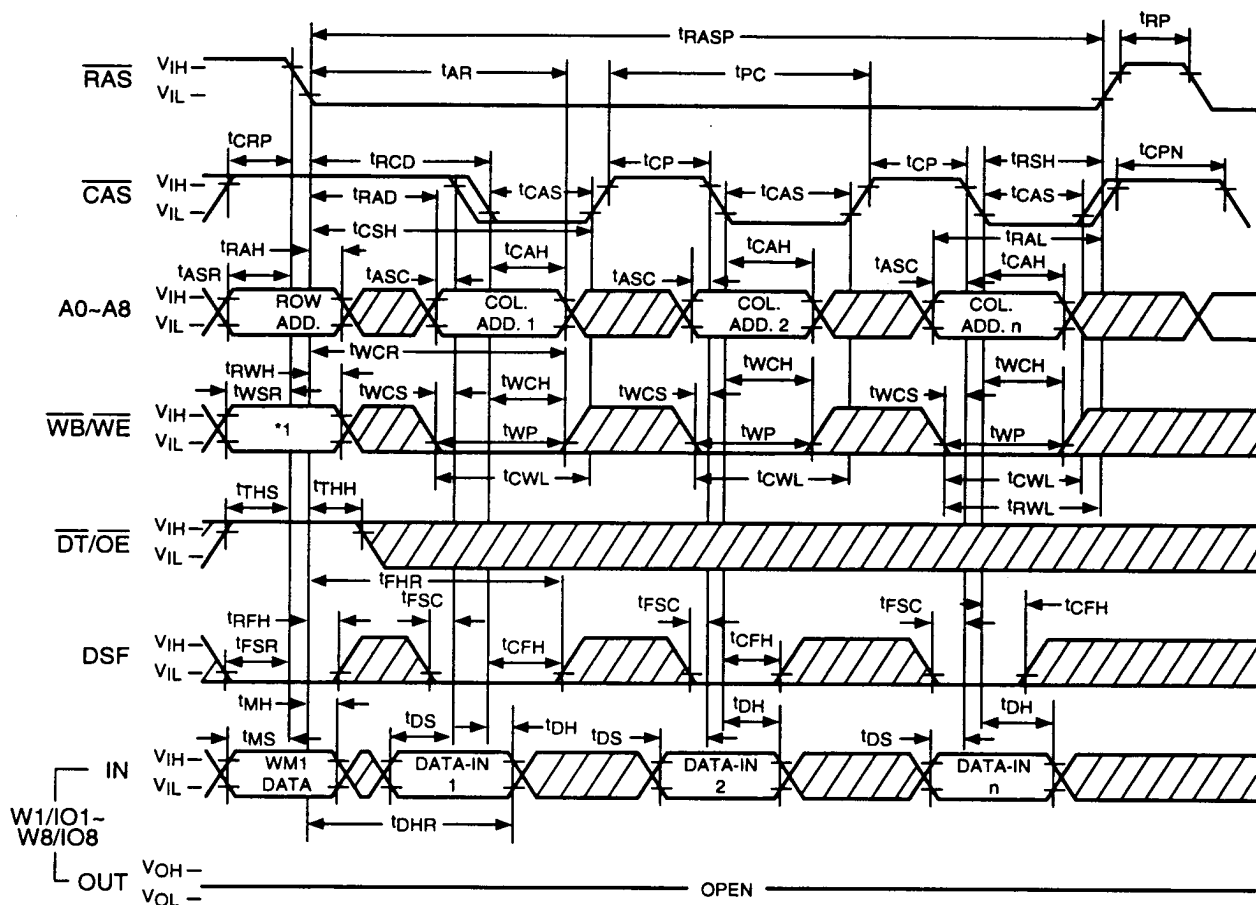 tRASP
tRP
RAS
VIH
VIL
tAR
tPC
tCRP
tRCD
tCP
tCP
tRSH
tCPN
CAS
VIH
VIL
tRAD
tCAS
tCAS
tCAS
tCSH
tRAH
tCAH
tCAH
tRAL
tCAH
tASR
tASC
tASC
tASC
A0~A8
VIH
VIL
ROW ADD.
COL. ADD. 1
COL. ADD. 2
COL. ADD. n
tWCR
tRWH
tWSR
tWCS
tWCH
tWCS
tWCH
tWCS
tWCH
WB/WE
VIH
VIL
*1
tWP
tWP
tWP
tCWL
tCWL
tCWL
tRWL
tTHS
tTHH
DT/OE
VIH
VIL
tFHR
tFSC
tFSC
tFSC
tCFH
tRFH
tFSR
tCFH
tCFH
DSF
VIH
VIL
tMH
tMS
tDS
tDH
tDS
tDH
tDS
tDH
IN
VIH
VIL
WM1 DATA
DATA-IN 1
DATA-IN 2
DATA-IN n
W1/IO1~
W8/IO8
tDHR
OUT
VOH
VOL
OPEN